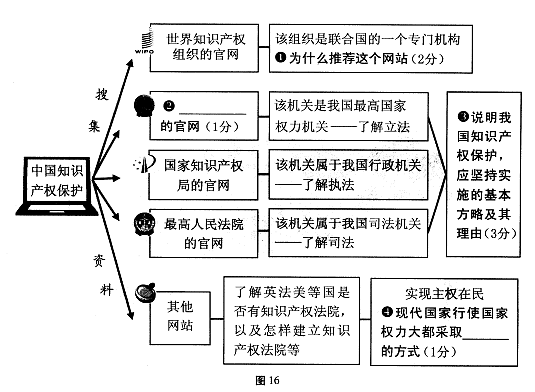 世界知识产权
组织的官网
WIPO
该组织是联合国的一个专门机构
❶为什么推荐这个网站(2分)
搜
集
❷________
的官网(1分)
该机关是我国最高国家
权力机关——了解立法
❸说明我
国知识产
权保护,
应坚持实
施的基本
方略及其
理由(3分)
中国知识
产权保护
国家知识产权
局的官网
该机关属于我国行政机关
——了解执法
最高人民法院
的官网
该机关属于我国司法机关
——了解司法
资
料
其他
网站
了解英法美等国是
否有知识产权法院,
以及怎样建立知识
产权法院等
实现主权在民
❹现代国家行使国家
权力大都采取______
的方式(1分)
图16